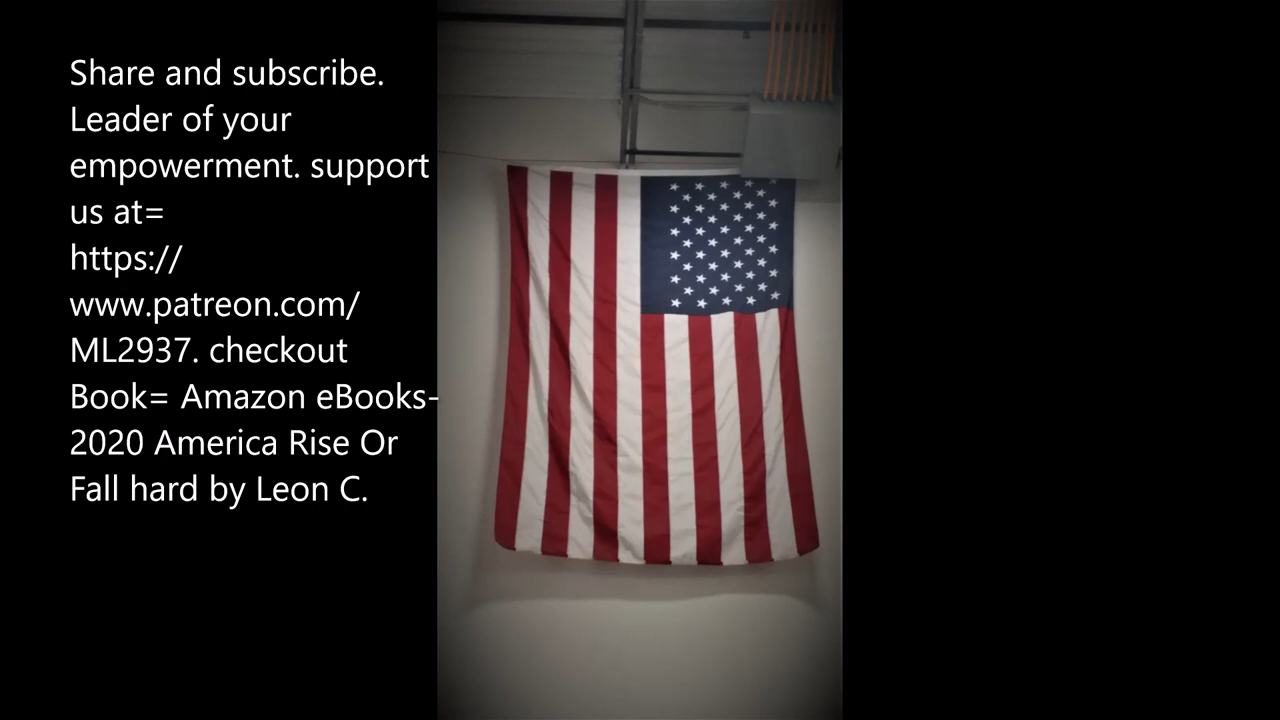 Share and subscribe.
Leader of your
empowerment. support
us at=
https://
www.patreon.com/
ML2937. checkout
Book= Amazon eBooks-
2020 America Rise Or
Fall hard by Leon C.